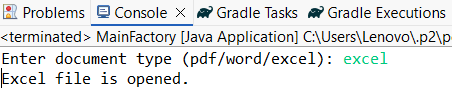 Problems Console × Gradle Tasks Gradle Executions
<terminated> MainFactory [Java Application] C:\Users\Lenovo\.p2\p
Enter document type (pdf/word/excel): excel
Excel file is opened.